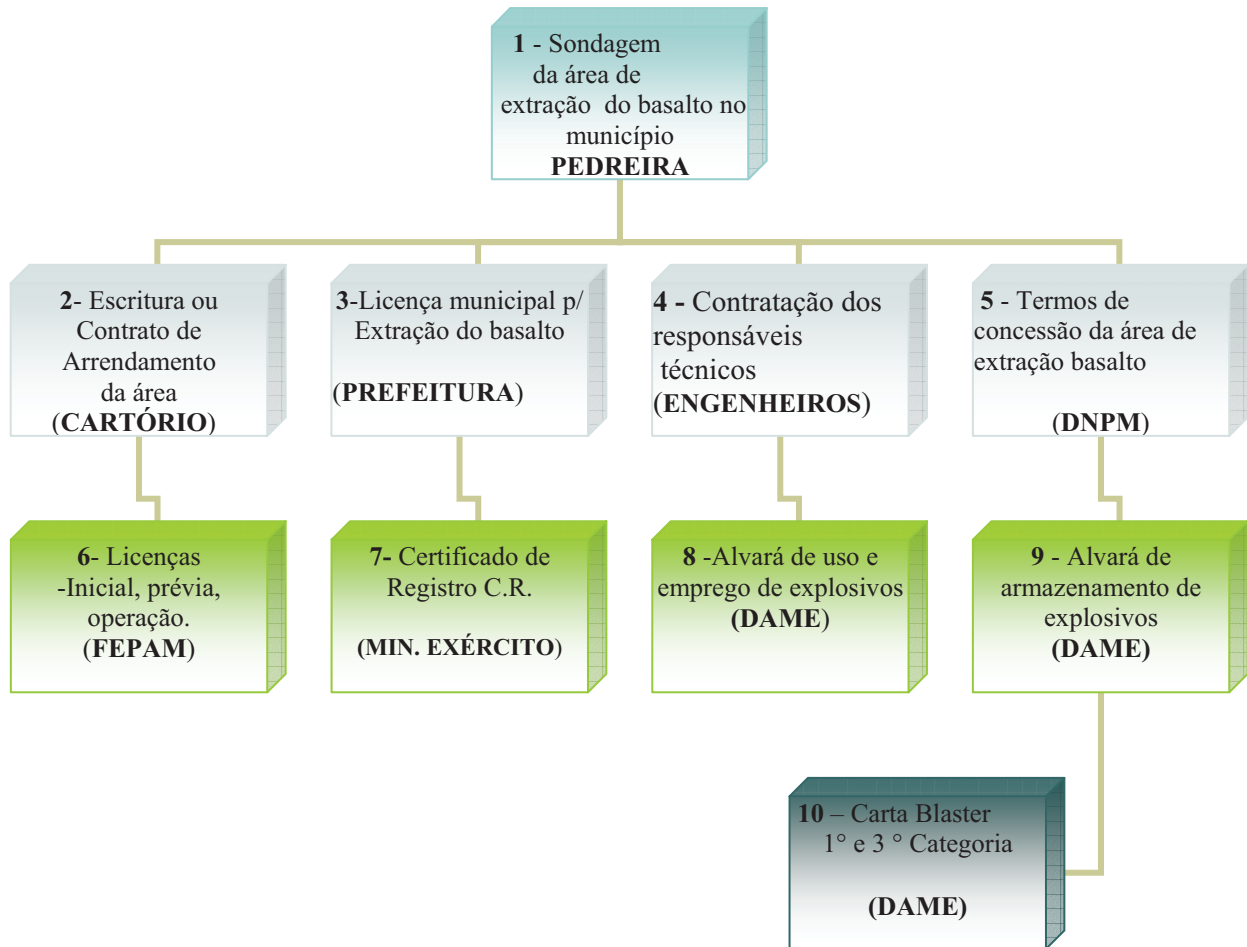 1 - Sondagem
da área de
extração do basalto no
município
PEDREIRA
2- Escritura ou
Contrato de
Arrendamento
da área
(CARTÓRIO)
3-Licença municipal p/
Extração do basalto
(PREFEITURA)
4 - Contratação dos
responsáveis
técnicos
(ENGENHEIROS)
5 - Termos de
concessão da área de
extração basalto
(DNPM)
6- Licenças
-Inicial, prévia,
operação.
(FEPAM)
7- Certificado de
Registro C.R.
(MIN. EXÉRCITO)
8 -Alvará de uso e
emprego de explosivos
(DAME)
9 - Alvará de
armazenamento de
explosivos
(DAME)
10 – Carta Blaster
1° e 3 ° Categoria
(DAME)